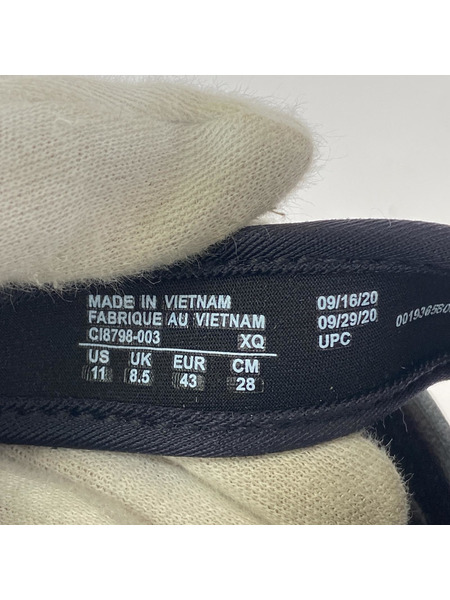 MADE IN VIETNAM 09/16/20
FABRIQUE AU VIETNAM 09/29/20
CI8798-003 XQ UPC
US UK EUR CM
11 8.5 43 28